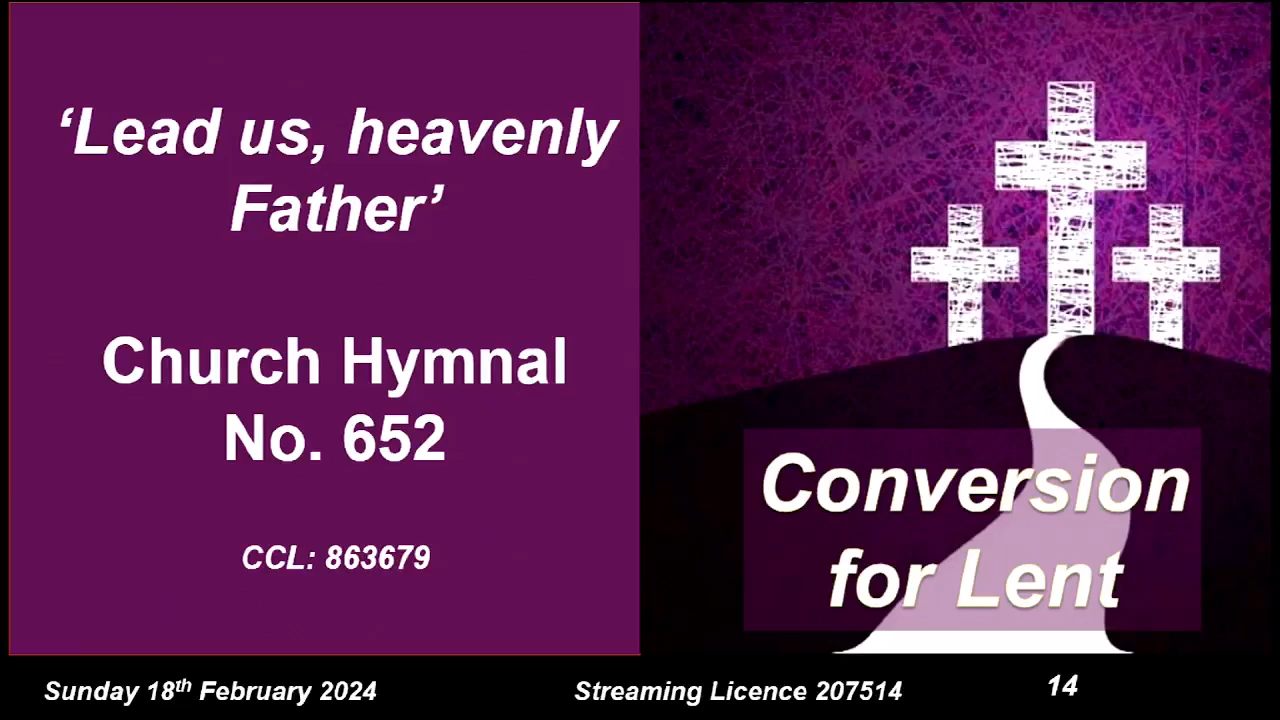 ‘Lead us, heavenly
Father’
Church Hymnal
No. 652
CCL: 863679
Conversion
for Lent
Sunday 18th February 2024
Streaming Licence 207514
14